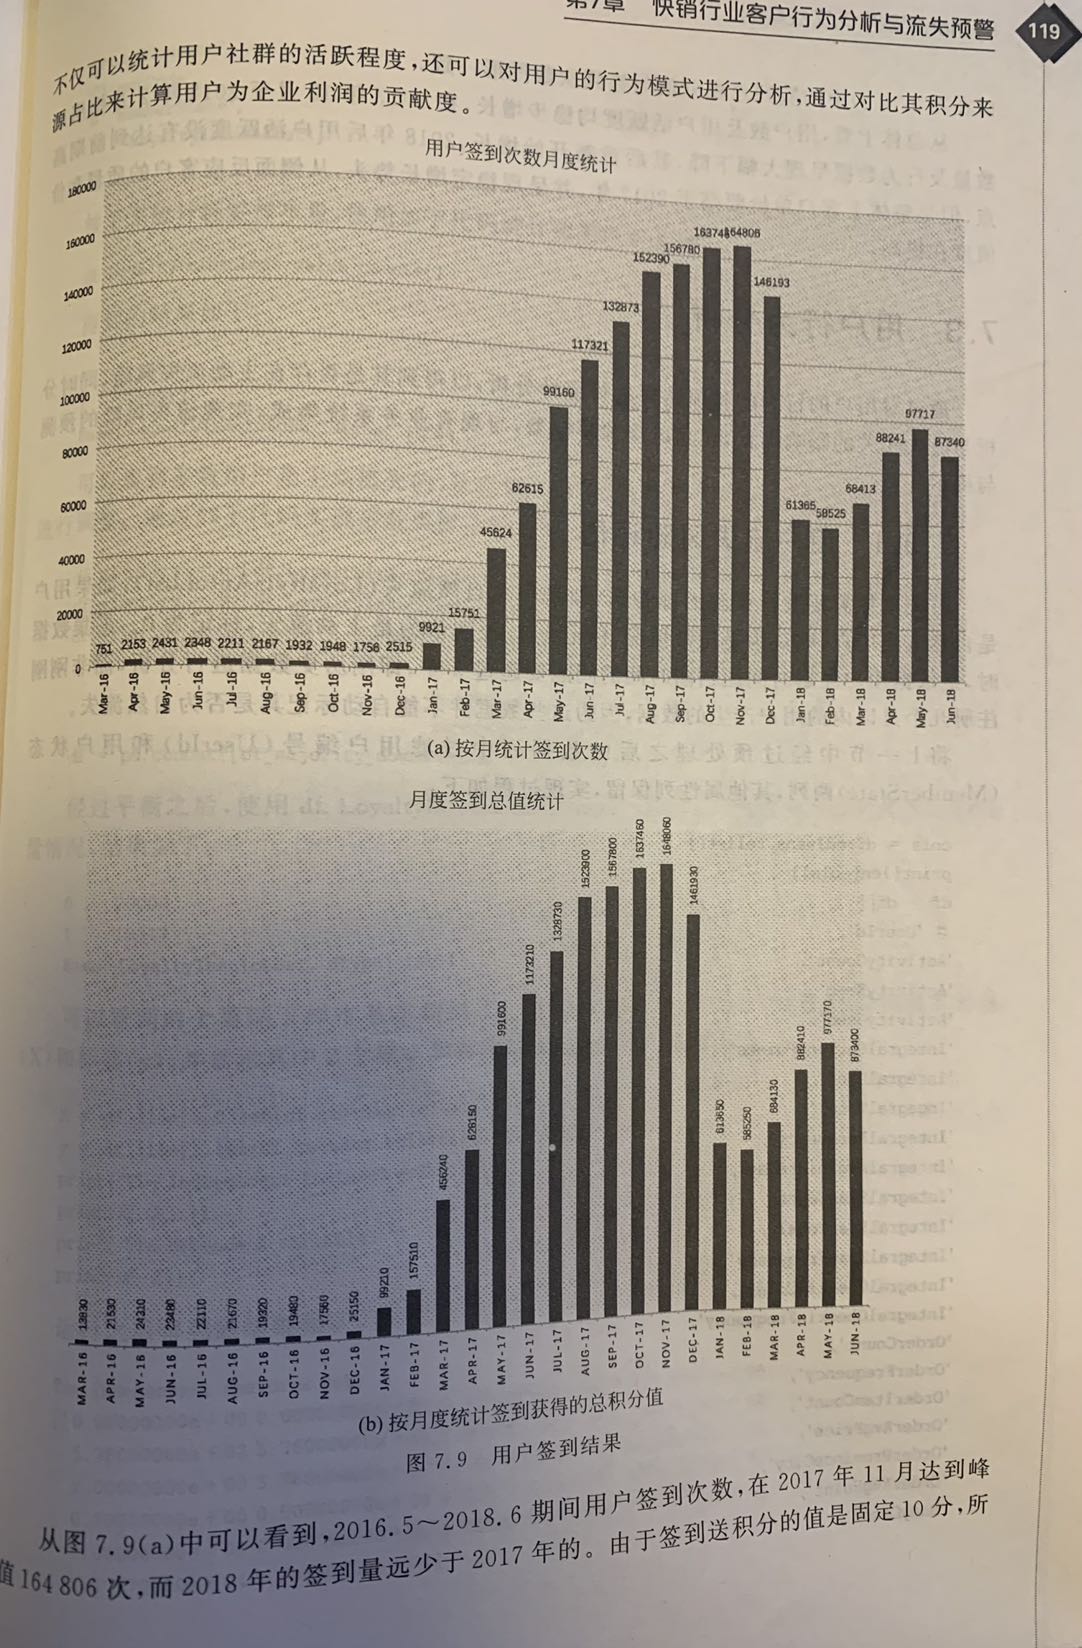 第7章 快销行业客户行为分析与流失预警
119
不仅可以统计用户社群的活跃程度,还可以对用户的行为模式进行分析,通过对比其积分来
源占比来计算用户为企业利润的贡献度。
用户签到次数月度统计
180000
160000
140000
120000
100000
80000
60000
40000
20000
0
751 2153 2431 2348 2211 2167 1932 1948 1756 2515 9921 15751 45624 62615 99160 117321 132873 152390 156780 163746 164806 146193 61365 58525 68413 88241 97717 87340
Mar-16 Apr-16 May-16 Jun-16 Jul-16 Aug-16 Sep-16 Oct-16 Nov-16 Dec-16 Jan-17 Feb-17 Mar-17 Apr-17 May-17 Jun-17 Jul-17 Aug-17 Sep-17 Oct-17 Nov-17 Dec-17 Jan-18 Feb-18 Mar-18 Apr-18 May-18 Jun-18
(a) 按月统计签到次数
月度签到总值统计
21530 24310 23480 22110 21670 19320 19480 17560 25150 99210 157510 456240 626150 991600 1173210 1328730 1523900 1567800 1637460 1648060 1461930 613650 585250 684130 882410 977170 873400
MAR-16 APR-16 MAY-16 JUN-16 JUL-16 AUG-16 SEP-16 OCT-16 NOV-16 DEC-16 JAN-17 FEB-17 MAR-17 APR-17 MAY-17 JUN-17 JUL-17 AUG-17 SEP-17 OCT-17 NOV-17 DEC-17 JAN-18 FEB-18 MAR-18 APR-18 MAY-18 JUN-18
(b) 按月度统计签到获得的总积分值
图 7.9 用户签到结果
从图 7.9(a)中可以看到,2016.5～2018.6 期间用户签到次数,在 2017 年 11 月达到峰
值 164 806 次,而 2018 年的签到量远少于 2017 年的。由于签到送积分的值是固定 10 分,所